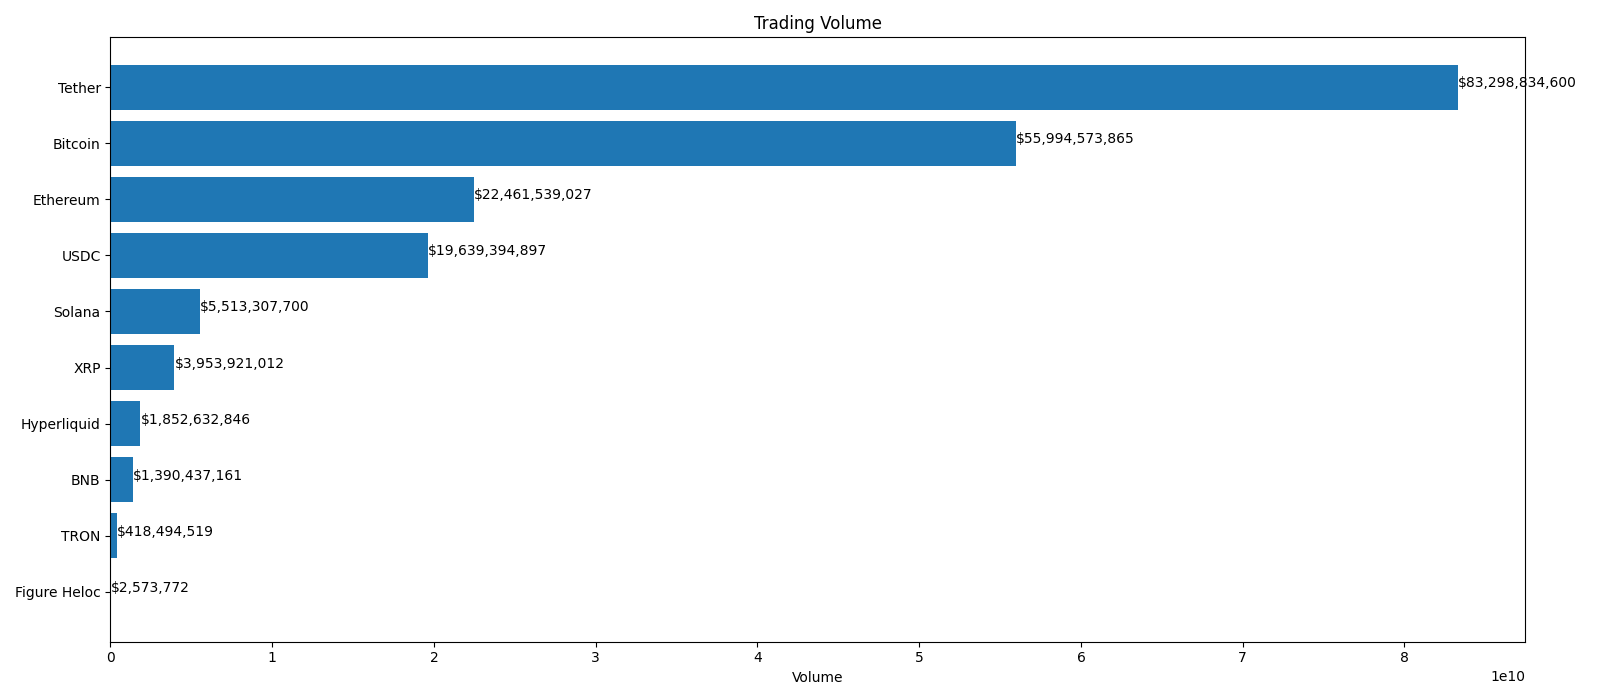 Trading Volume
Tether $83,298,834,600
Bitcoin $55,994,573,865
Ethereum $22,461,539,027
USDC $19,639,394,897
Solana $5,513,307,700
XRP $3,953,921,012
Hyperliquid $1,852,632,846
BNB $1,390,437,161
TRON $418,494,519
Figure Heloc $2,573,772
0 1 2 3 4 5 6 7 8
Volume 1e10